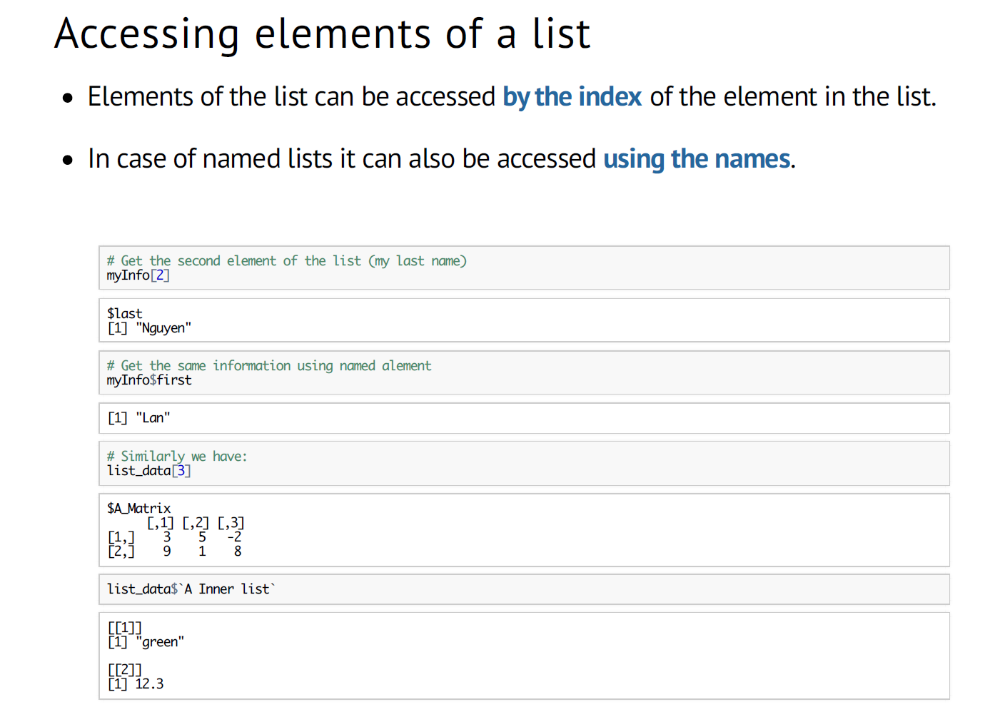 Accessing elements of a list
• Elements of the list can be accessed by the index of the element in the list.
• In case of named lists it can also be accessed using the names.
# Get the second element of the list (my last name)
myInfo[2]
$last
[1] "Nguyen"
# Get the same information using named alement
myInfo$first
[1] "Lan"
# Similarly we have:
list_data[3]
$A_Matrix
     [,1] [,2] [,3]
[1,]    3    5   -2
[2,]    9    1    8
list_data$`A Inner list`
[[1]]
[1] "green"
[[2]]
[1] 12.3